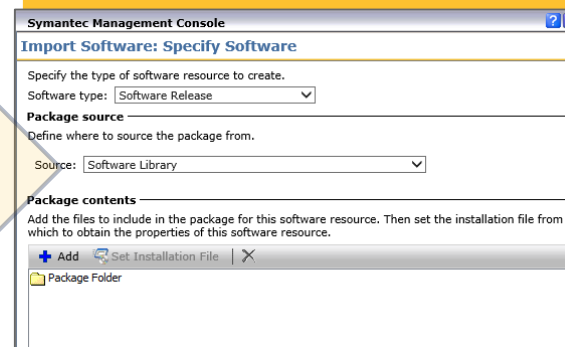 Symantec Management Console
?
Import Software: Specify Software
Specify the type of software resource to create.
Software type: Software Release
Package source
Define where to source the package from.
Source: Software Library
Package contents
Add the files to include in the package for this software resource. Then set the installation file from
which to obtain the properties of this software resource.
Add Set Installation File
Package Folder